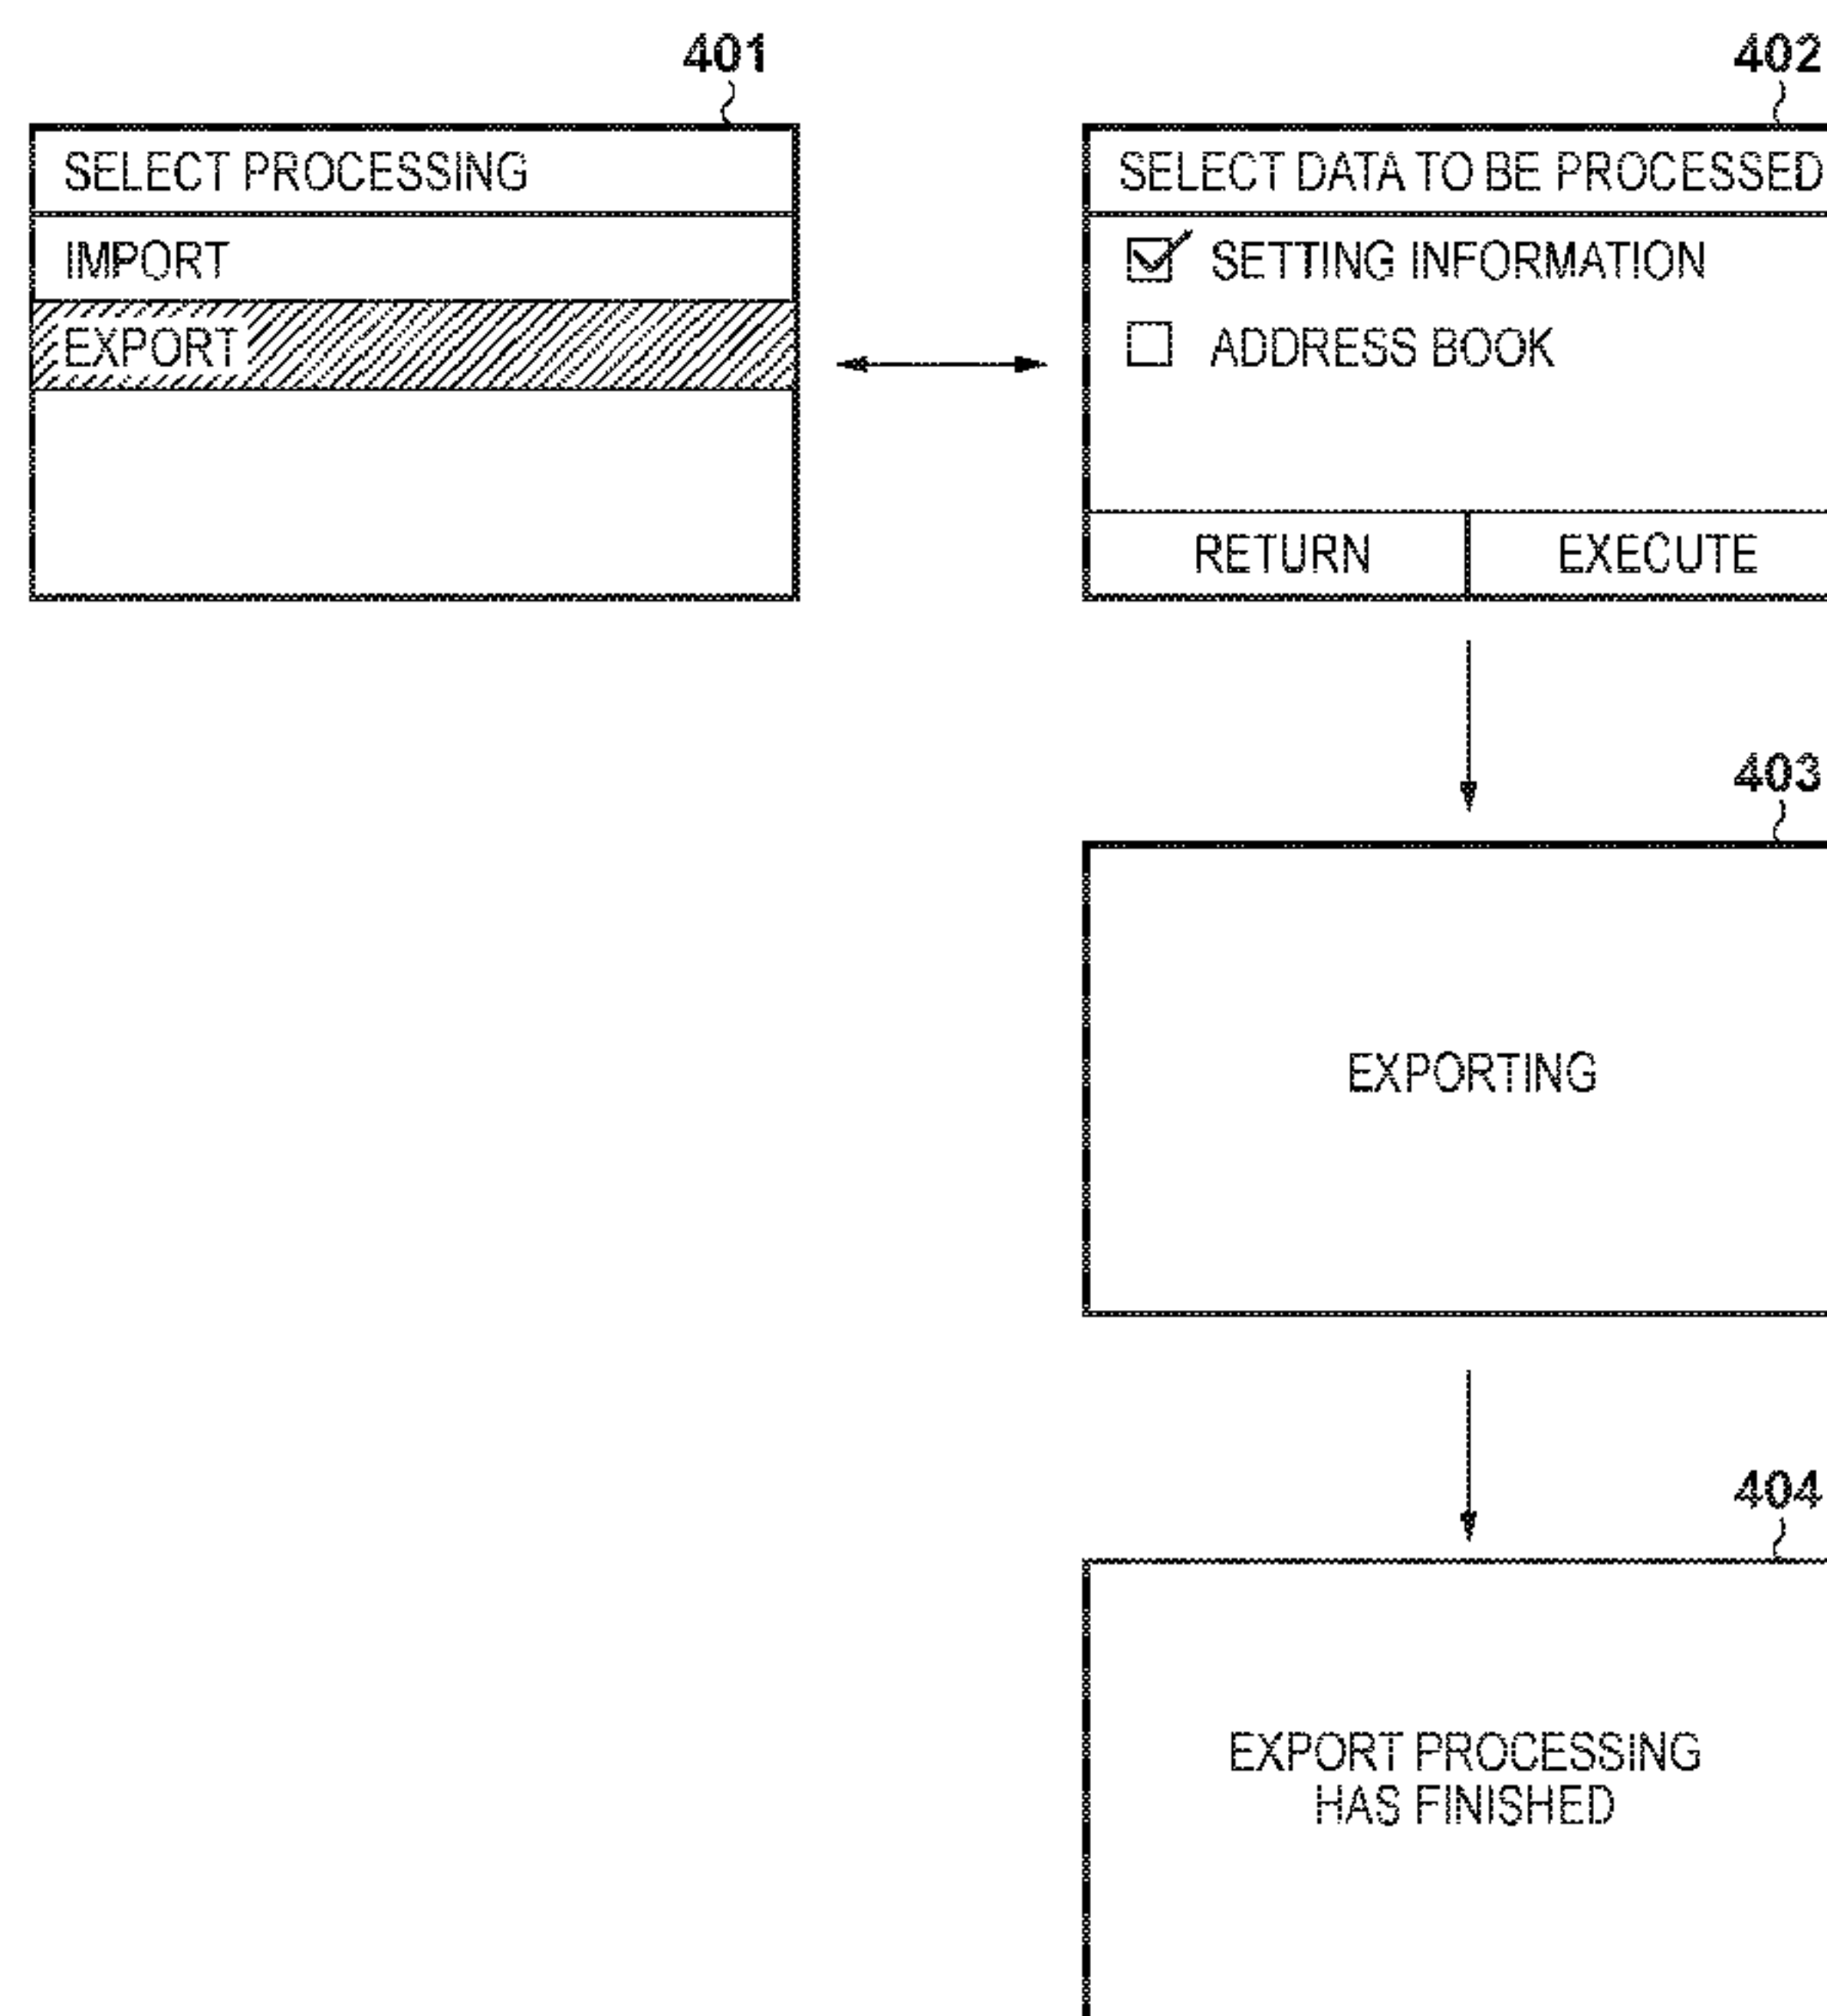 401
SELECT PROCESSING
IMPORT
EXPORT
402
SELECT DATA TO BE PROCESSED
SETTING INFORMATION
ADDRESS BOOK
RETURN
EXECUTE
403
EXPORTING
404
EXPORT PROCESSING
HAS FINISHED